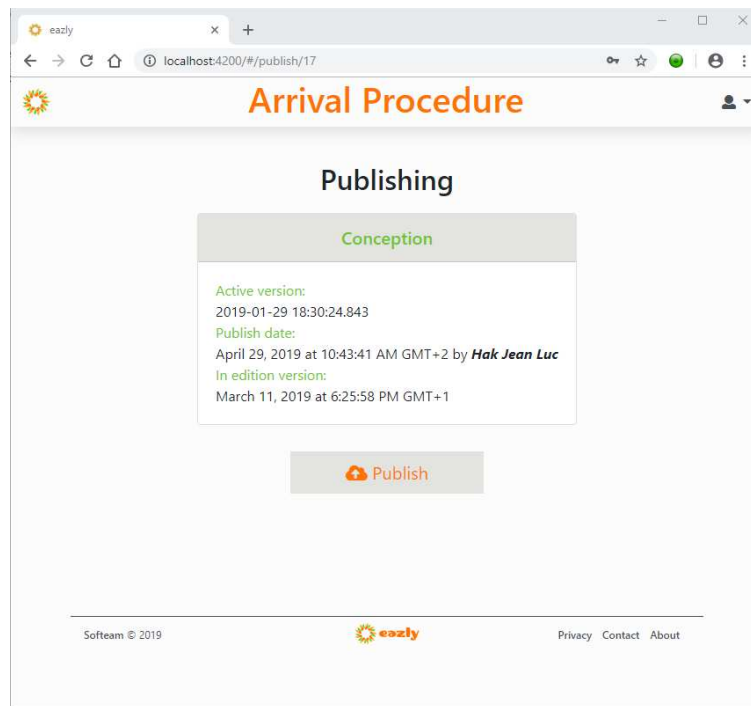 eazly
localhost:4200/#/publish/17
Arrival Procedure
Publishing
Conception
Active version:
2019-01-29 18:30:24.843
Publish date:
April 29, 2019 at 10:43:41 AM GMT+2 by Hak Jean Luc
In edition version:
March 11, 2019 at 6:25:58 PM GMT+1
Publish
Softeam © 2019 eazly Privacy Contact About